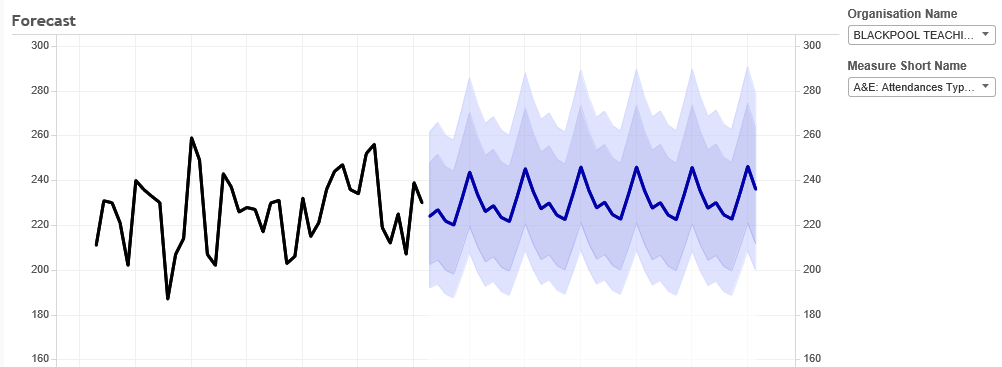 Forecast
Organisation Name
BLACKPOOL TEACHI...
Measure Short Name
A&E: Attendances Typ...
300 300
280 280
260 260
240 240
220 220
200 200
180 180
160 160